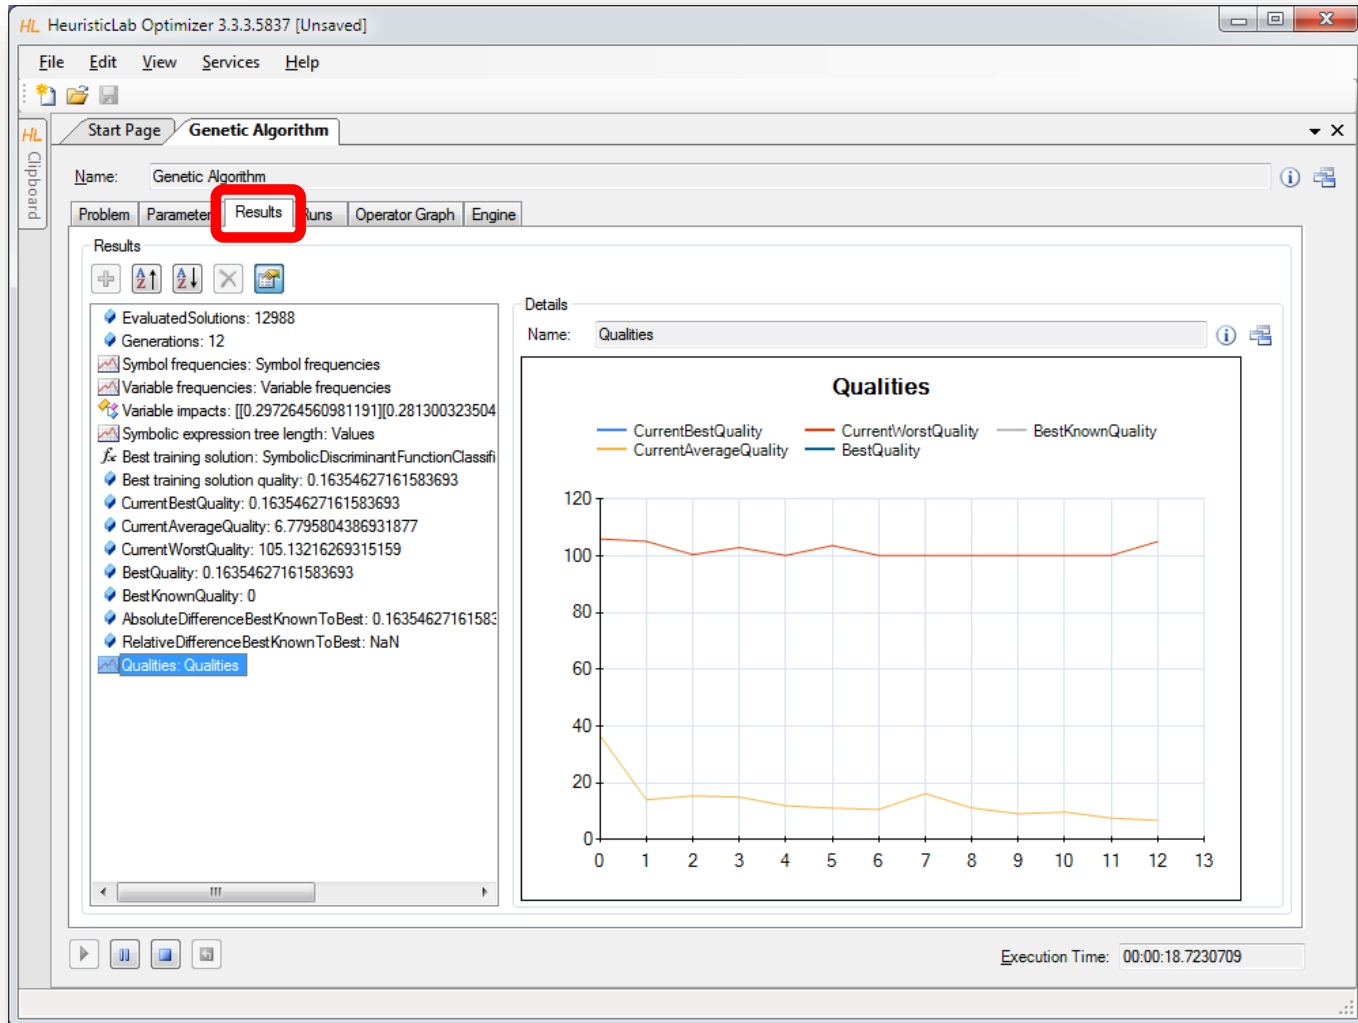 HL HeuristicLab Optimizer 3.3.3.5837 [Unsaved]
File Edit View Services Help
HL Clipboard
Start Page Genetic Algorithm
Name: Genetic Algorithm
Problem Parameter Results Runs Operator Graph Engine
Results
EvaluatedSolutions: 12988
Generations: 12
Symbol frequencies: Symbol frequencies
Variable frequencies: Variable frequencies
Variable impacts: [[0.297264560981191][0.281300323504
Symbolic expression tree length: Values
Best training solution: SymbolicDiscriminantFunctionClassifi
Best training solution quality: 0.16354627161583693
CurrentBestQuality: 0.16354627161583693
CurrentAverageQuality: 6.7795804386931877
CurrentWorstQuality: 105.13216269315159
BestQuality: 0.16354627161583693
BestKnownQuality: 0
AbsoluteDifferenceBestKnownToBest: 0.1635462716158
RelativeDifferenceBestKnownToBest: NaN
Qualities: Qualities
Details
Name: Qualities
Qualities
CurrentBestQuality CurrentWorstQuality BestKnownQuality
CurrentAverageQuality BestQuality
120
100
80
60
40
20
0
0 1 2 3 4 5 6 7 8 9 10 11 12 13
Execution Time: 00:00:18.7230709